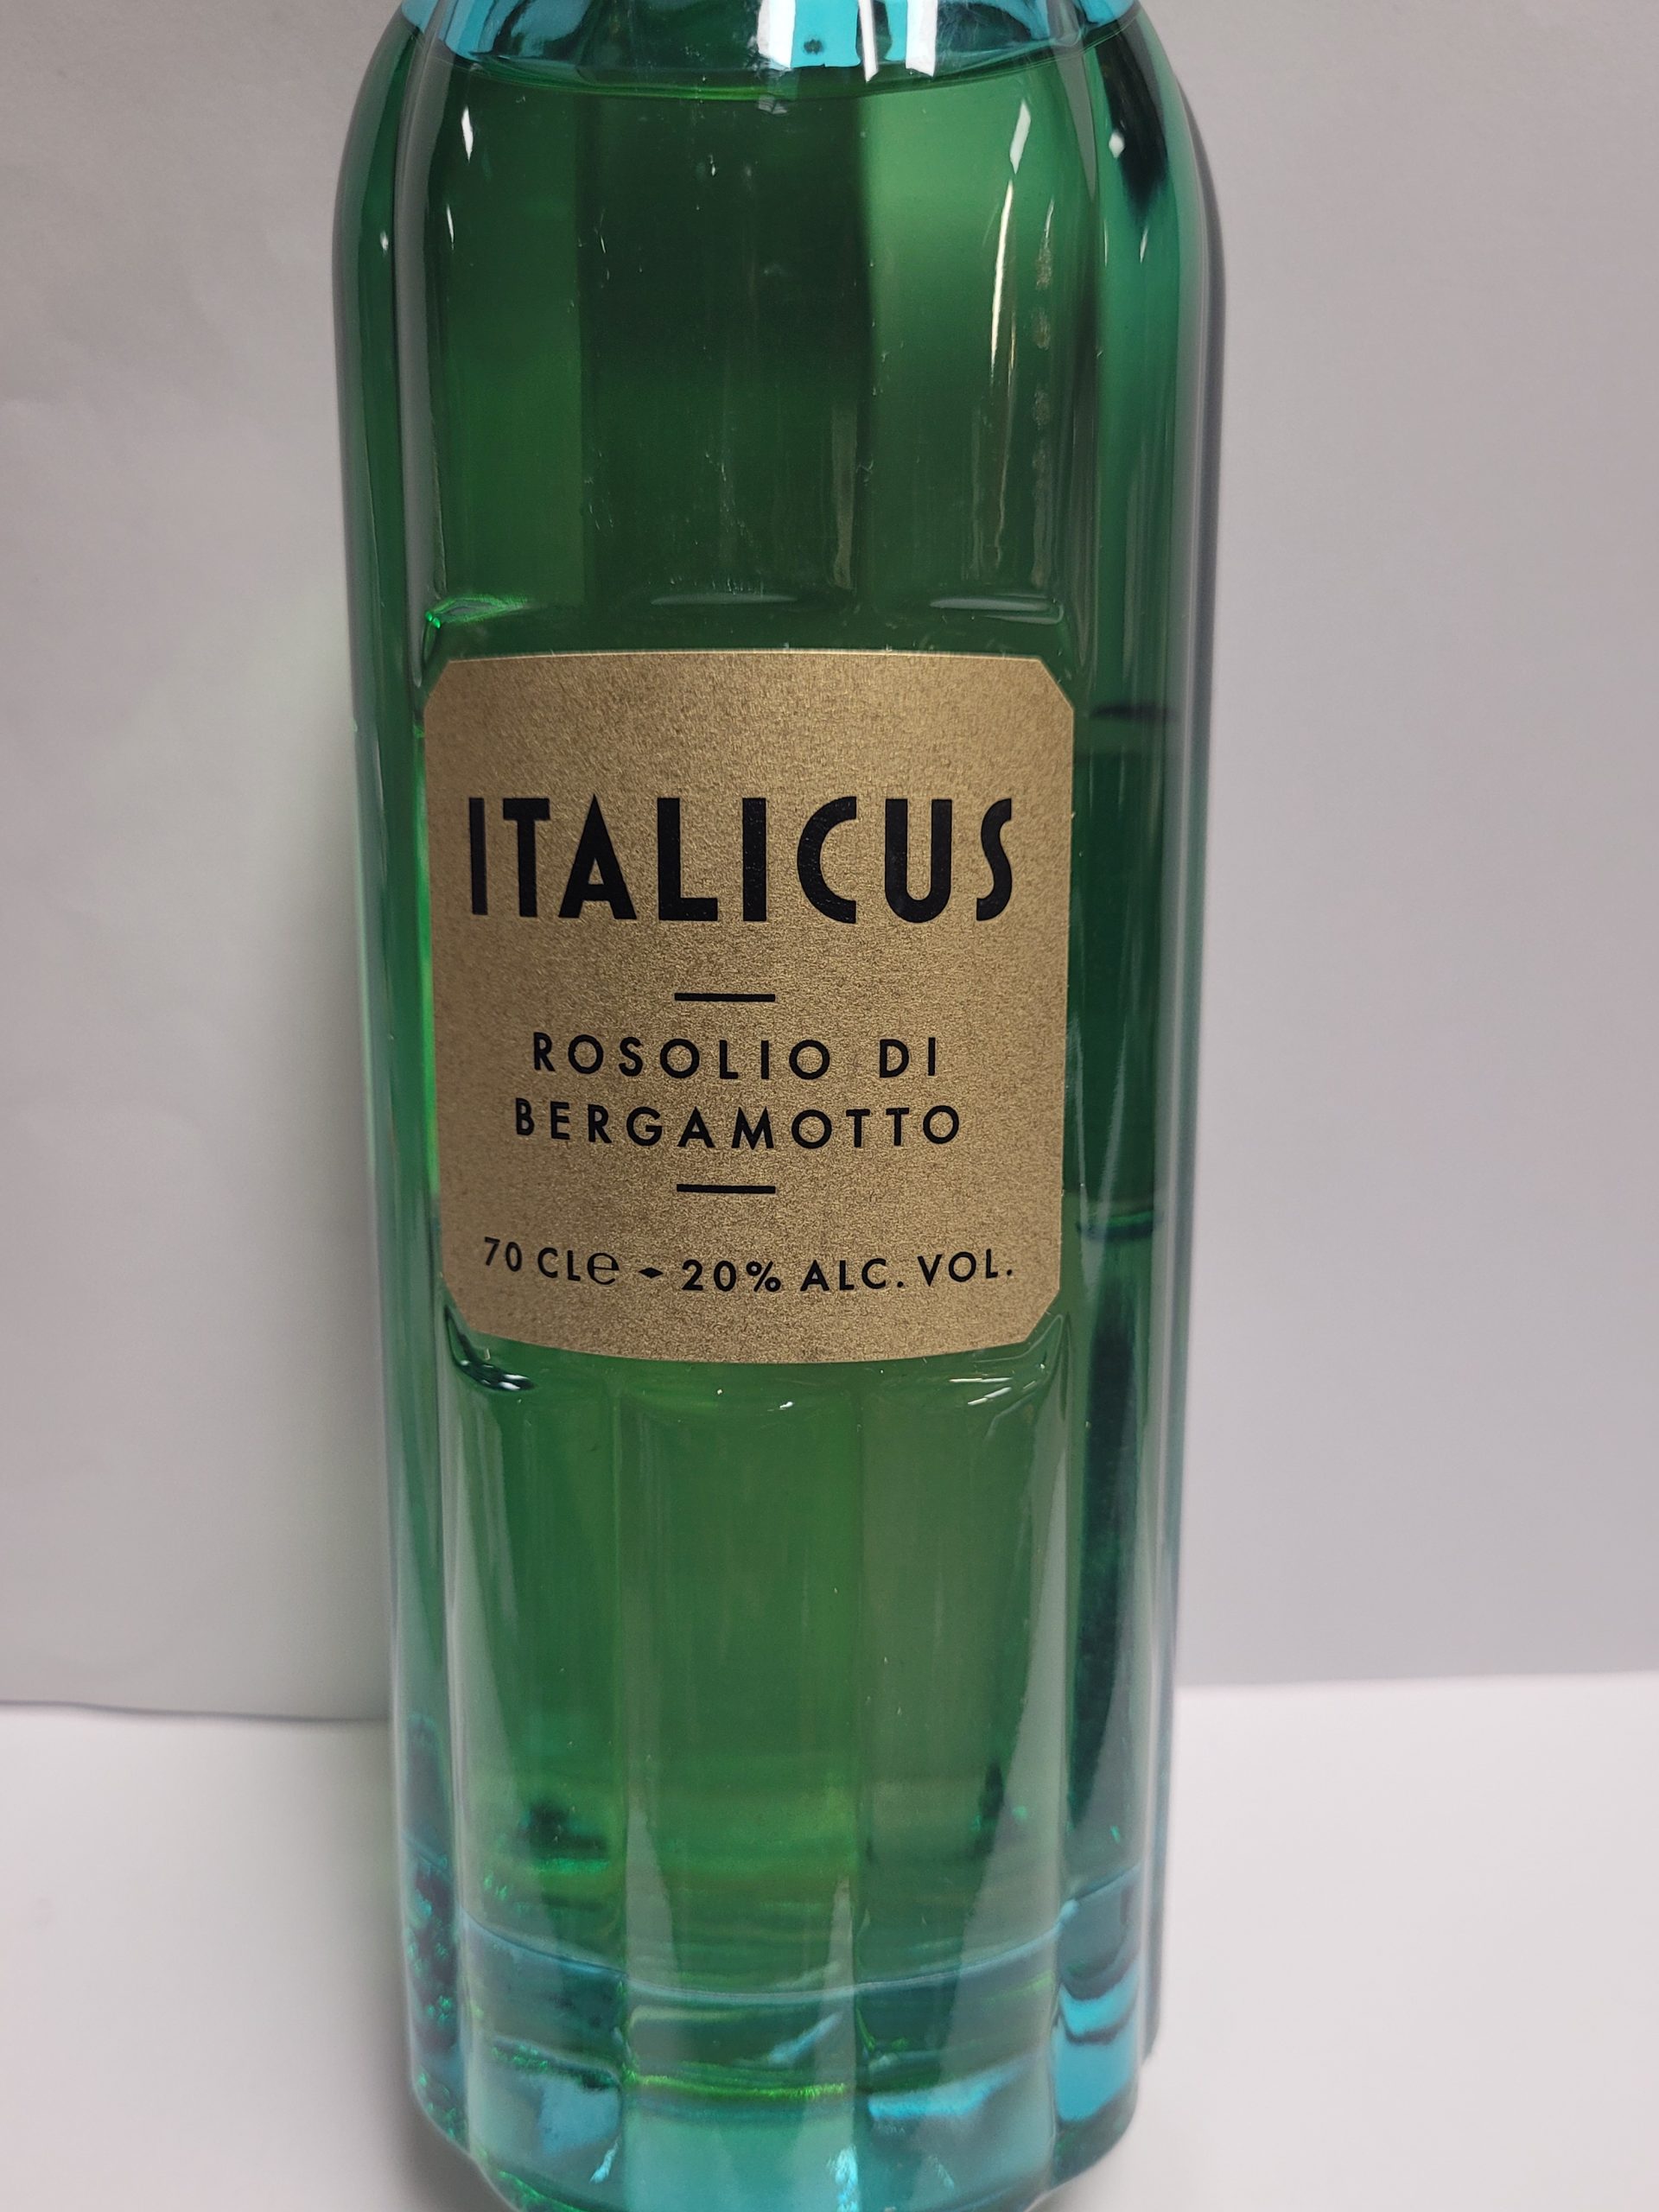 ITALICUS
ROSOLIO DI
BERGAMOTTO
70 CLe - 20% ALC. VOL.